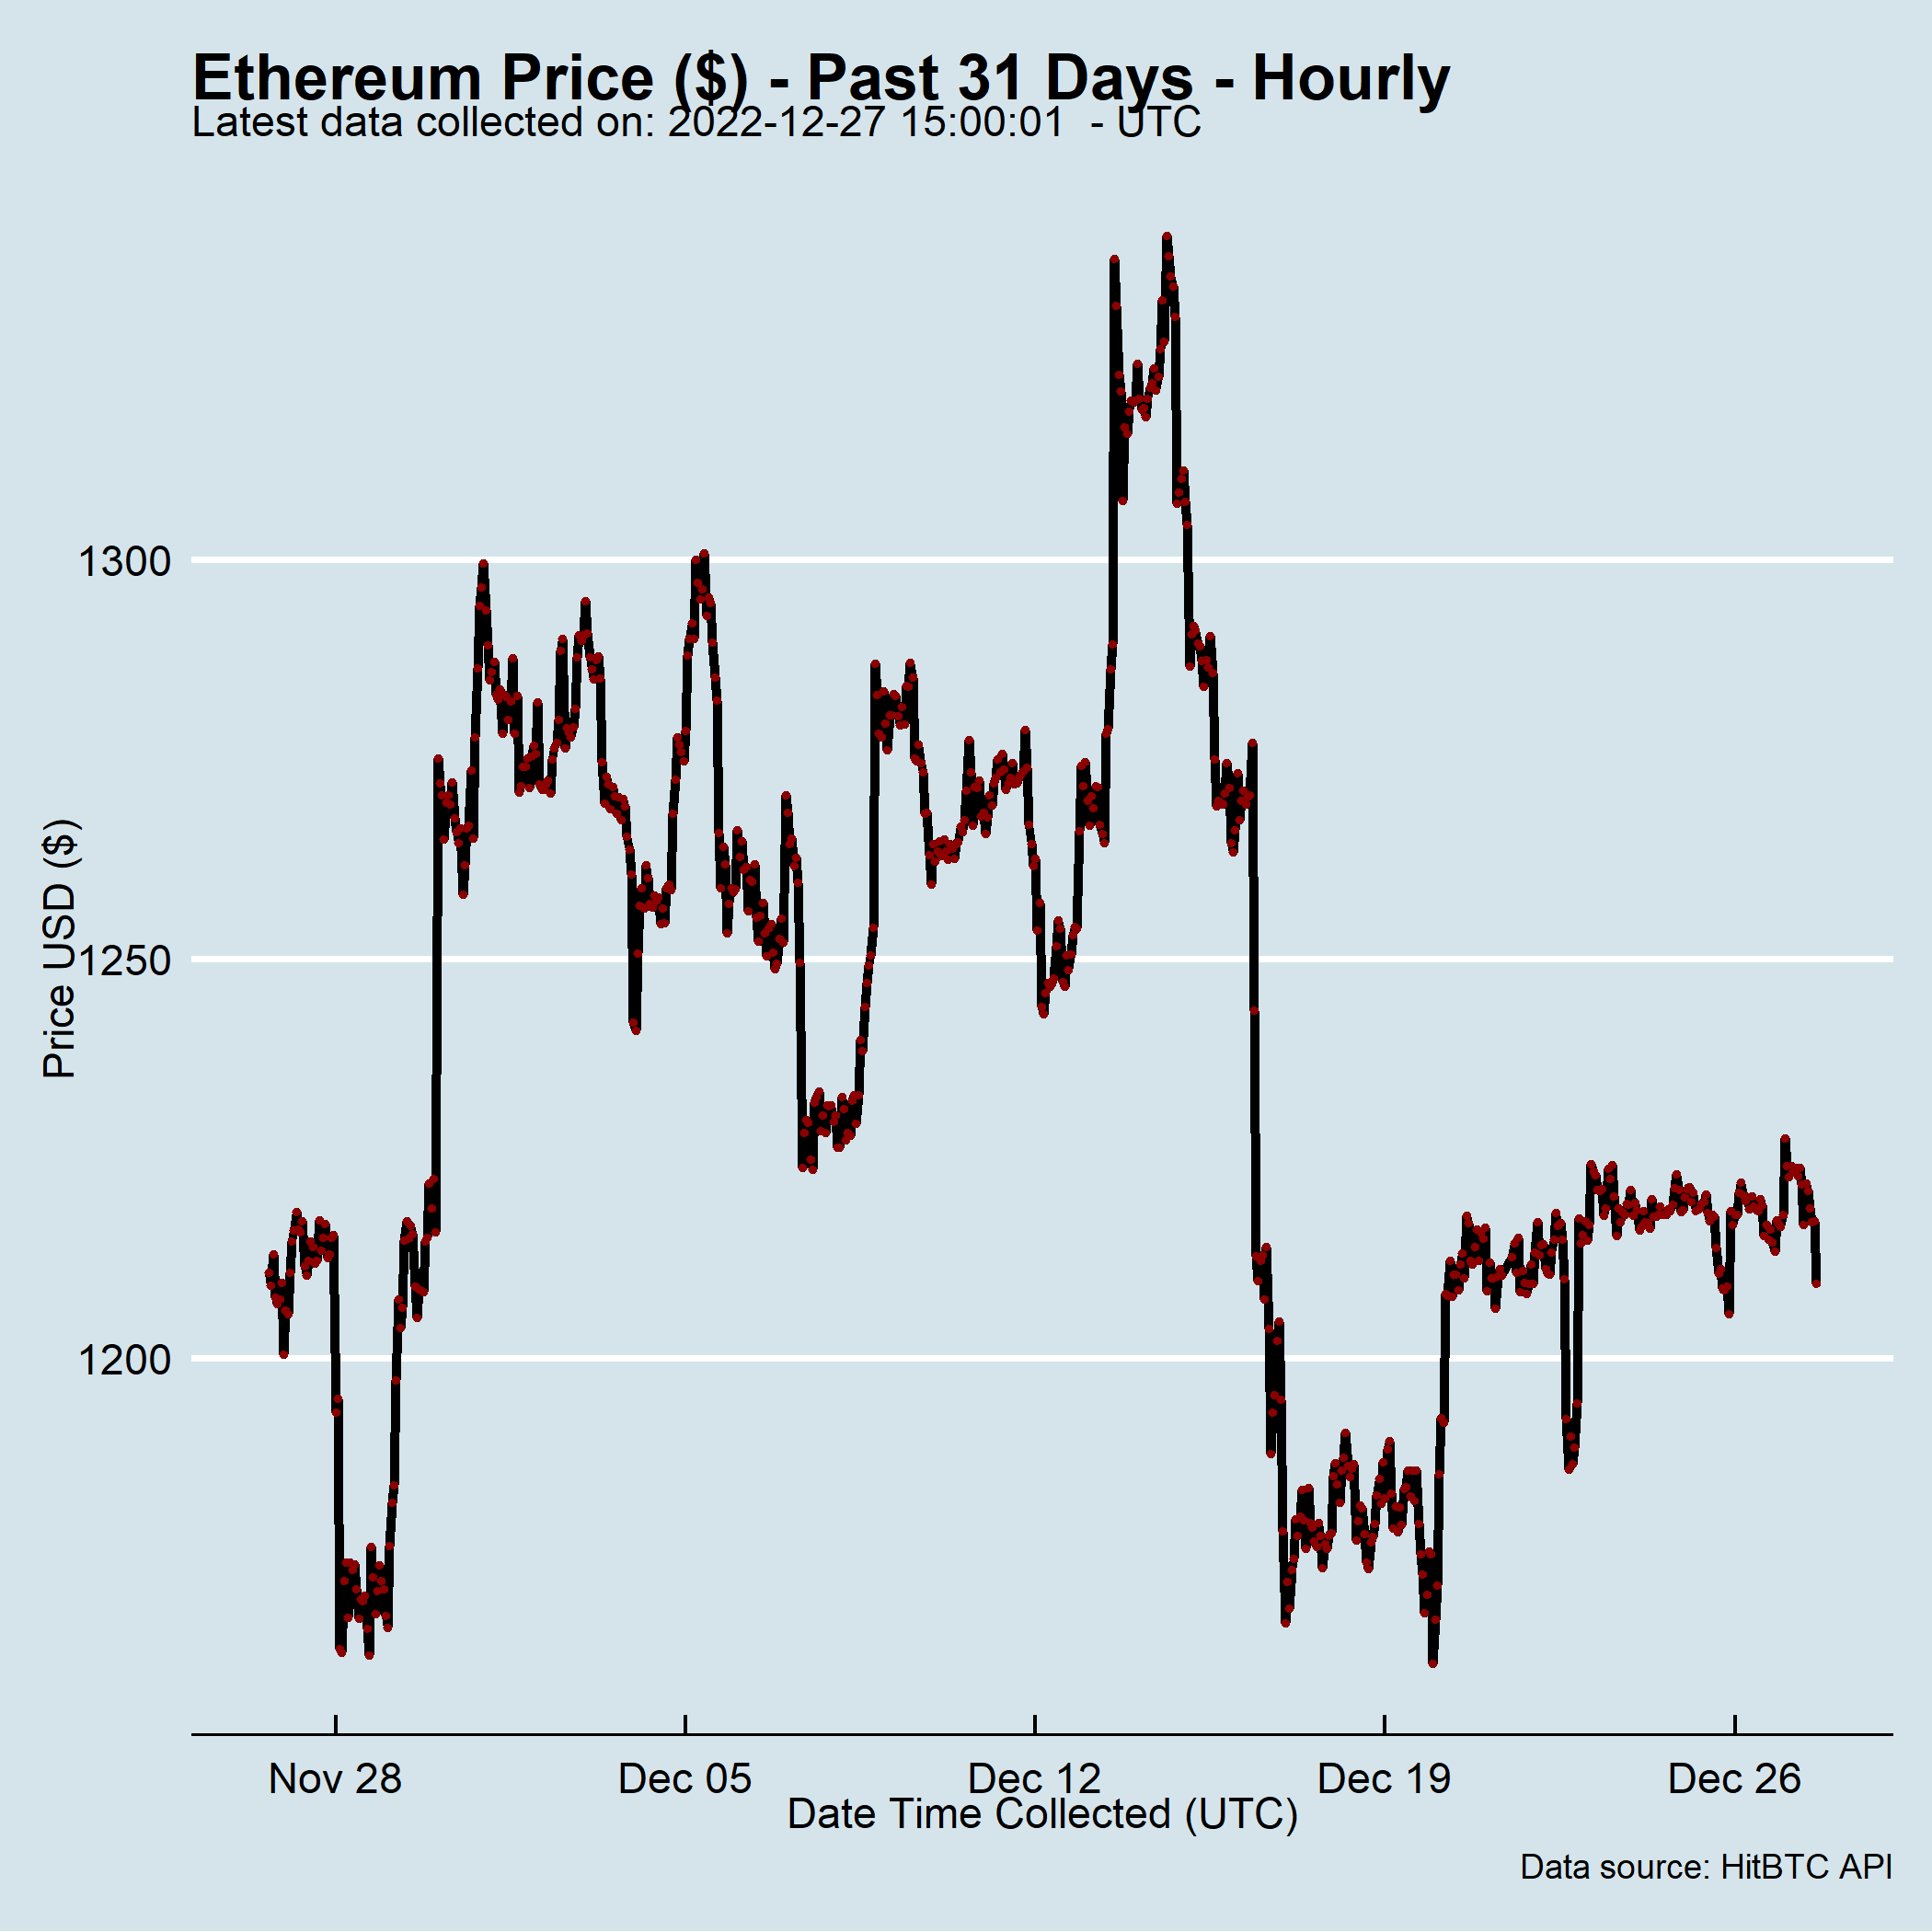 Ethereum Price ($) - Past 31 Days - Hourly
Latest data collected on: 2022-12-27 15:00:01  - UTC
Price USD ($)
1300
1250
1200
Nov 28 Dec 05 Dec 12 Dec 19 Dec 26
Date Time Collected (UTC)
Data source: HitBTC API